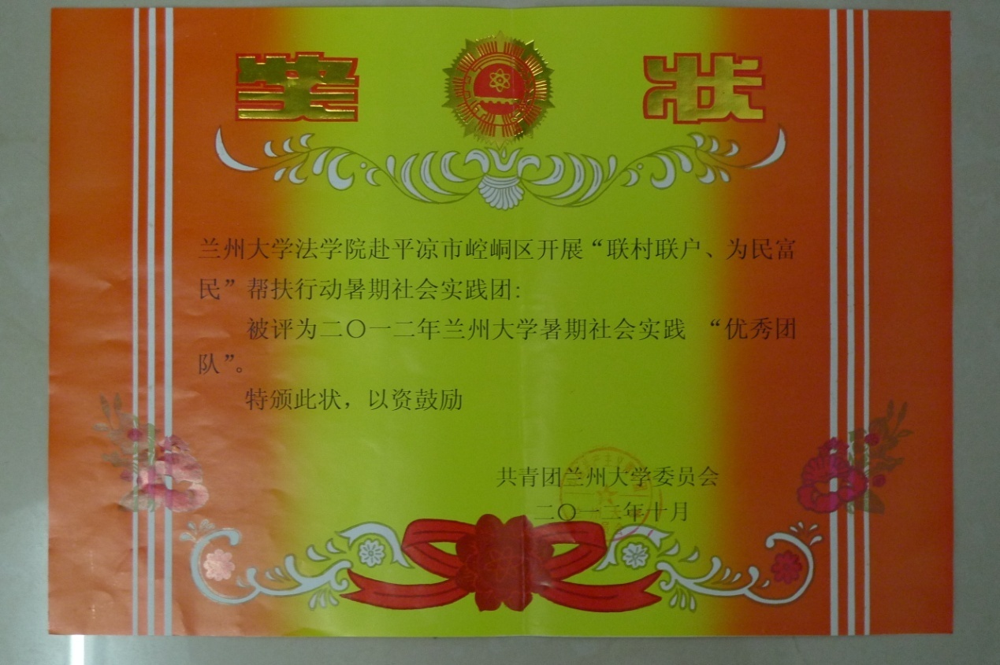 奖 状
兰州大学法学院赴平凉市崆峒区开展“联村联户、为民富
民”帮扶行动暑期社会实践团:
被评为二〇一二年兰州大学暑期社会实践 “优秀团
队”。
特颁此状，以资鼓励
共青团兰州大学委员会
二〇一二年十月